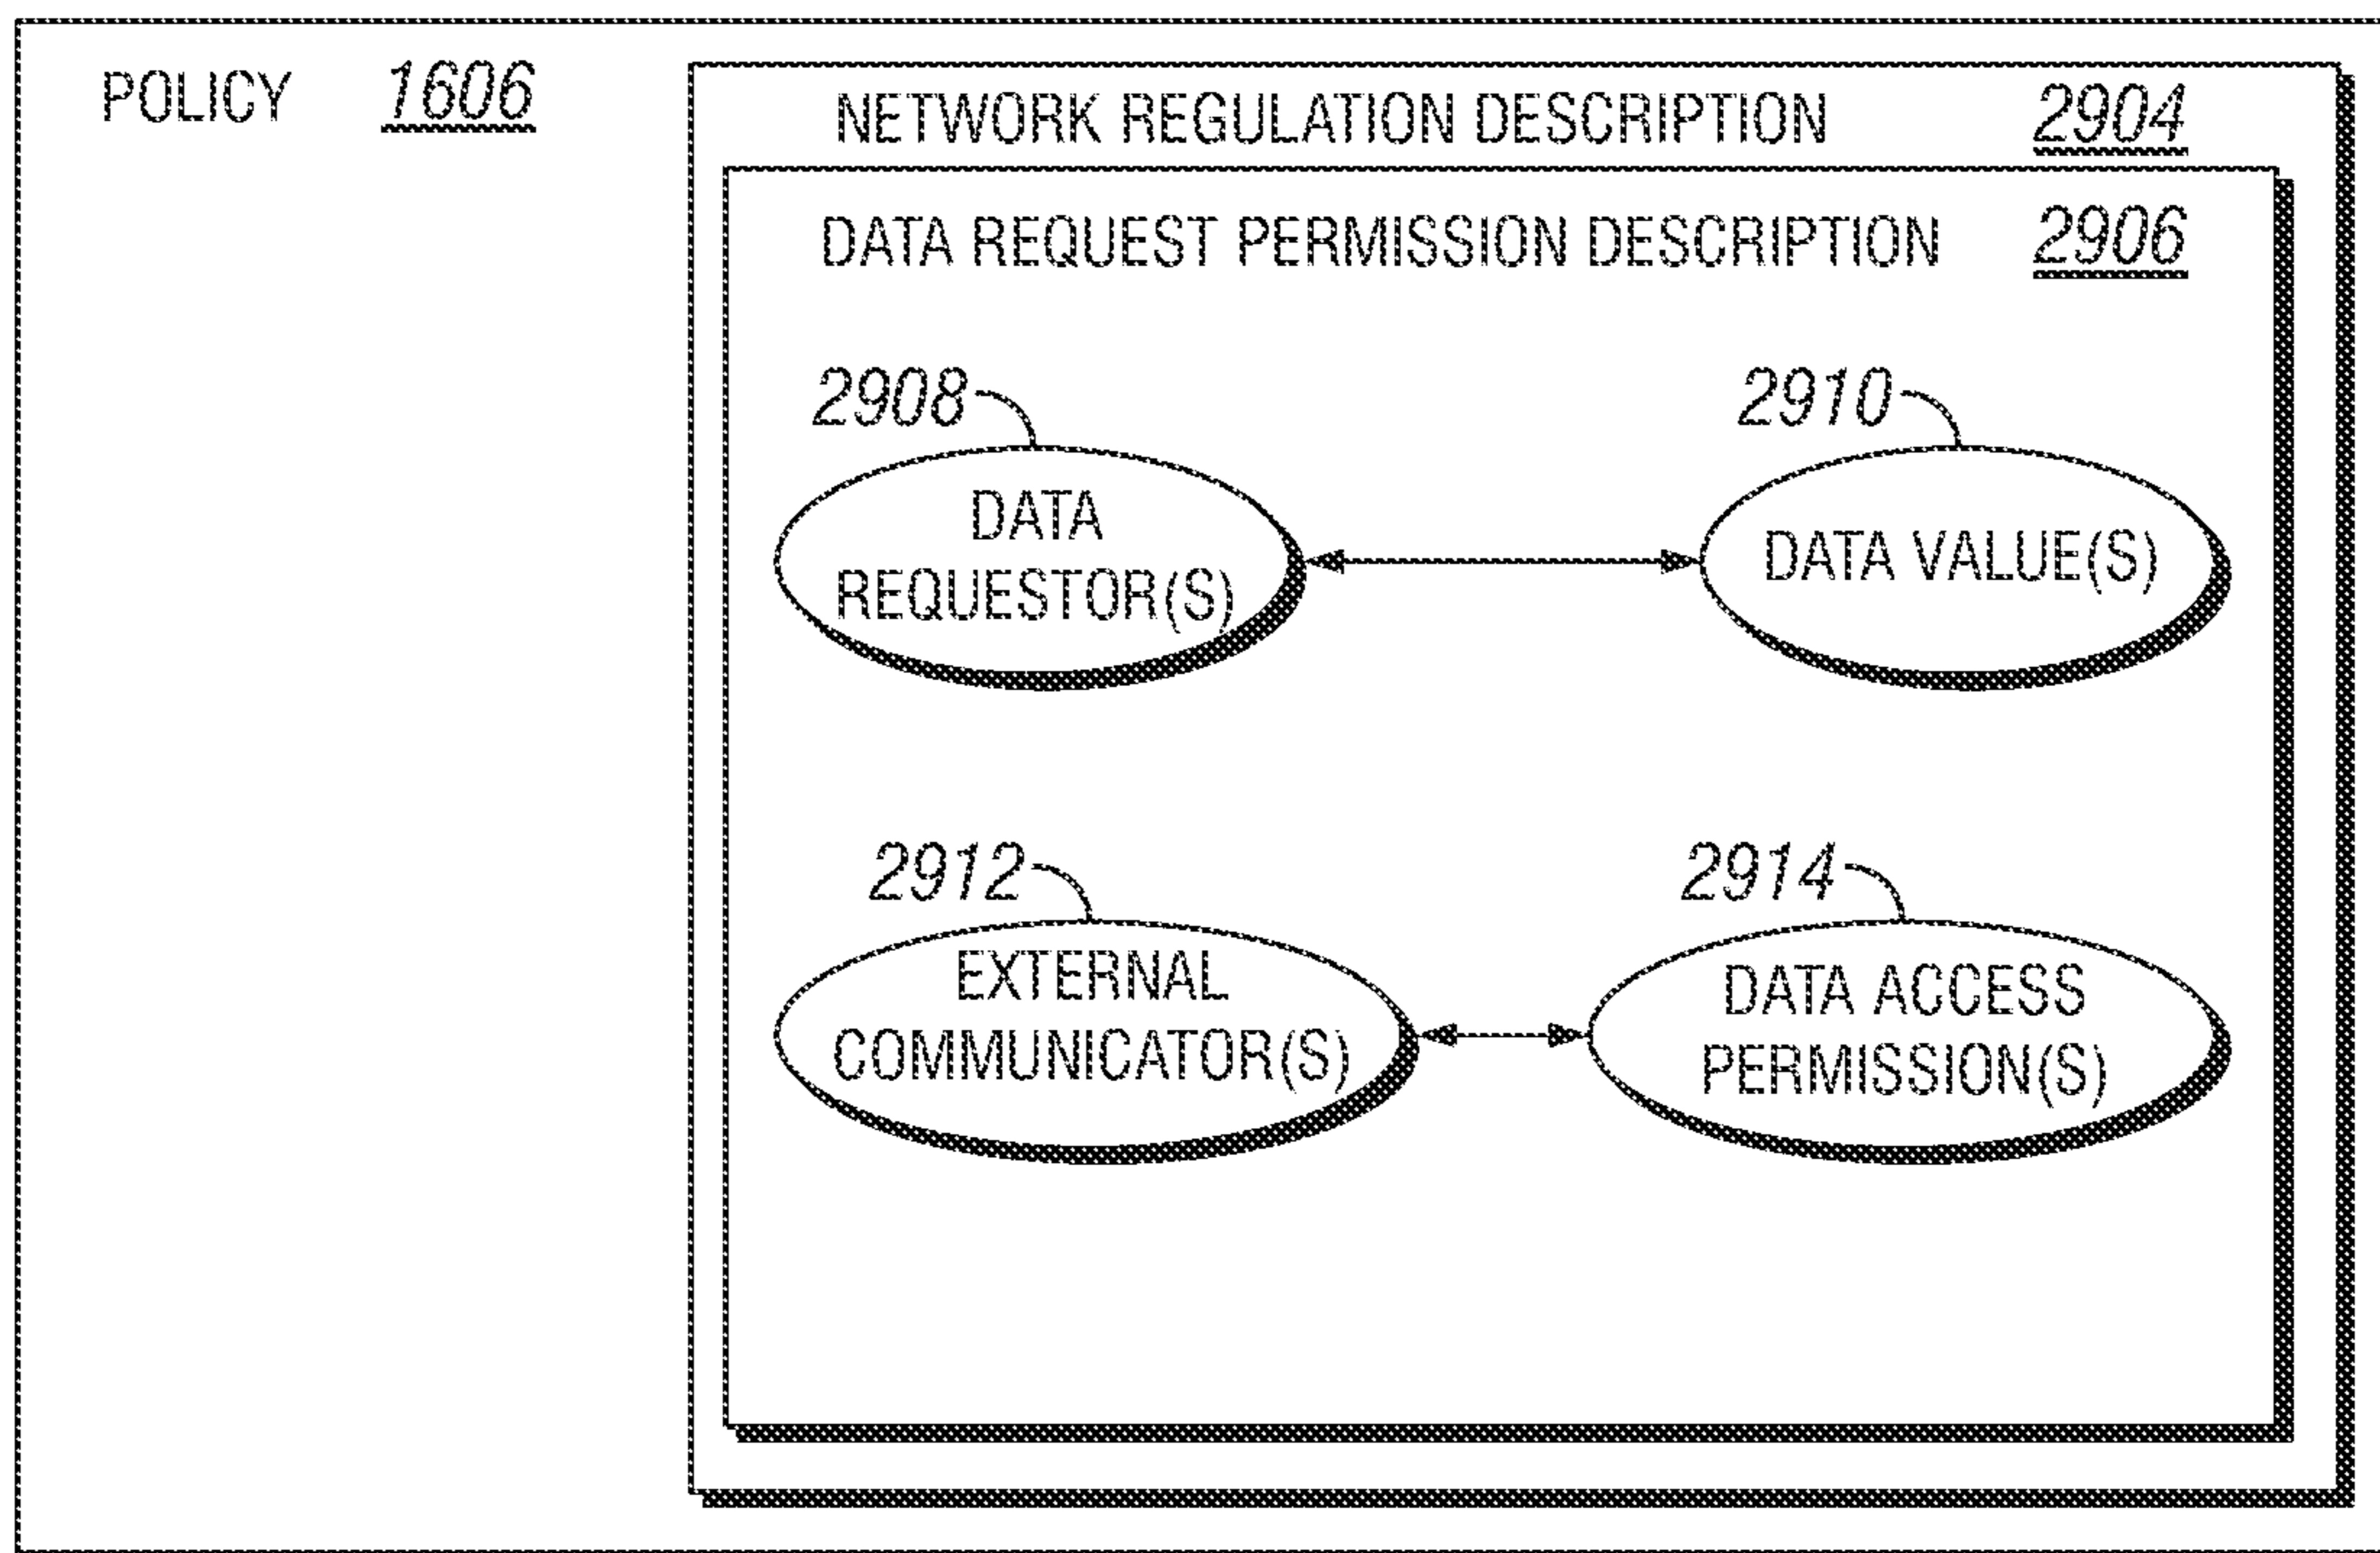 POLICY 1606
NETWORK REGULATION DESCRIPTION 2904
DATA REQUEST PERMISSION DESCRIPTION 2906
2908
2910
DATA
REQUESTOR(S)
DATA VALUE(S)
2912
2914
EXTERNAL
COMMUNICATOR(S)
DATA ACCESS
PERMISSION(S)